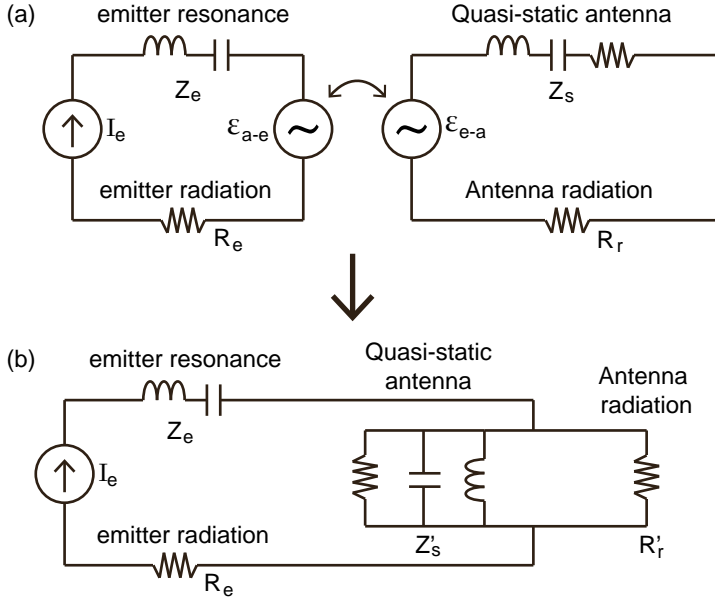 (a)
emitter resonance
Quasi-static antenna
Z_e
Z_s
I_e
ε_a-e
ε_e-a
emitter radiation
Antenna radiation
R_e
R_r
(b)
emitter resonance
Quasi-static
antenna
Antenna
radiation
Z_e
I_e
emitter radiation
Z'_s
R'_r
R_e